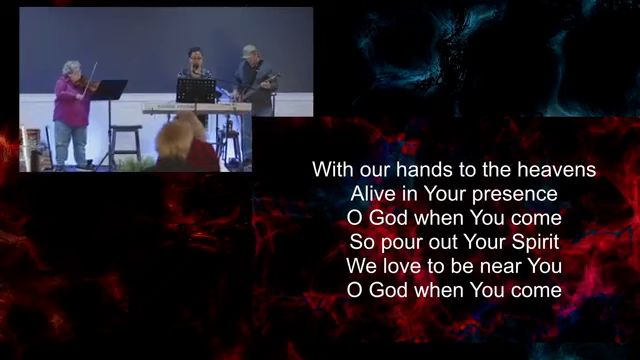 With our hands to the heavens
Alive in Your presence
O God when You come
So pour out Your Spirit
We love to be near You
O God when You come